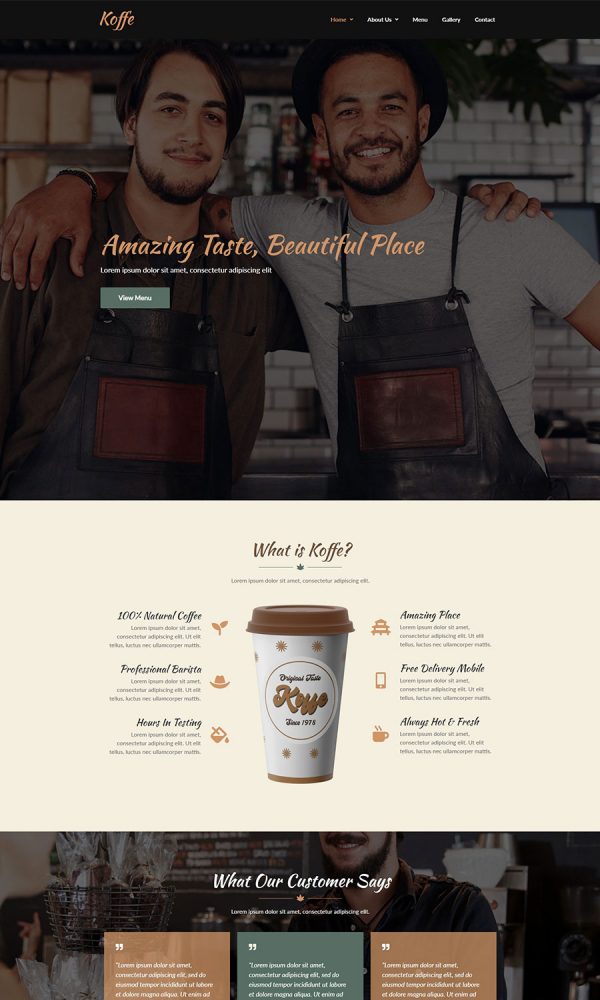 Koffe
Home
About Us
Menu
Gallery
Contact
Amazing Taste, Beautiful Place
Lorem ipsum dolor sit amet, consectetur adipiscing elit
View Menu
What is Koffe?
Lorem ipsum dolor sit amet, consectetur adipiscing elit.
100% Natural Coffee
Lorem ipsum dolor sit amet,
consectetur adipiscing elit. Ut elit
tellus, luctus nec ullamcorper mattis.
Professional Barista
Lorem ipsum dolor sit amet,
consectetur adipiscing elit. Ut elit
tellus, luctus nec ullamcorper mattis.
Hours In Testing
Lorem ipsum dolor sit amet,
consectetur adipiscing elit. Ut elit
tellus, luctus nec ullamcorper mattis.
Original Taste
Koffe
Since 1978
Amazing Place
Lorem ipsum dolor sit amet,
consectetur adipiscing elit. Ut elit
tellus, luctus nec ullamcorper mattis.
Free Delivery Mobile
Lorem ipsum dolor sit amet,
consectetur adipiscing elit. Ut elit
tellus, luctus nec ullamcorper mattis.
Always Hot & Fresh
Lorem ipsum dolor sit amet,
consectetur adipiscing elit. Ut elit
tellus, luctus nec ullamcorper mattis.
What Our Customer Says
Lorem ipsum dolor sit amet, consectetur adipiscing elit.
"Lorem ipsum dolor sit amet,
consectetur adipiscing elit, sed do
eiusmod tempor incididunt ut labore
et dolore magna aliqua. Ut enim ad
"Lorem ipsum dolor sit amet,
consectetur adipiscing elit, sed do
eiusmod tempor incididunt ut labore
et dolore magna aliqua. Ut enim ad
"Lorem ipsum dolor sit amet,
consectetur adipiscing elit, sed do
eiusmod tempor incididunt ut labore
et dolore magna aliqua. Ut enim ad